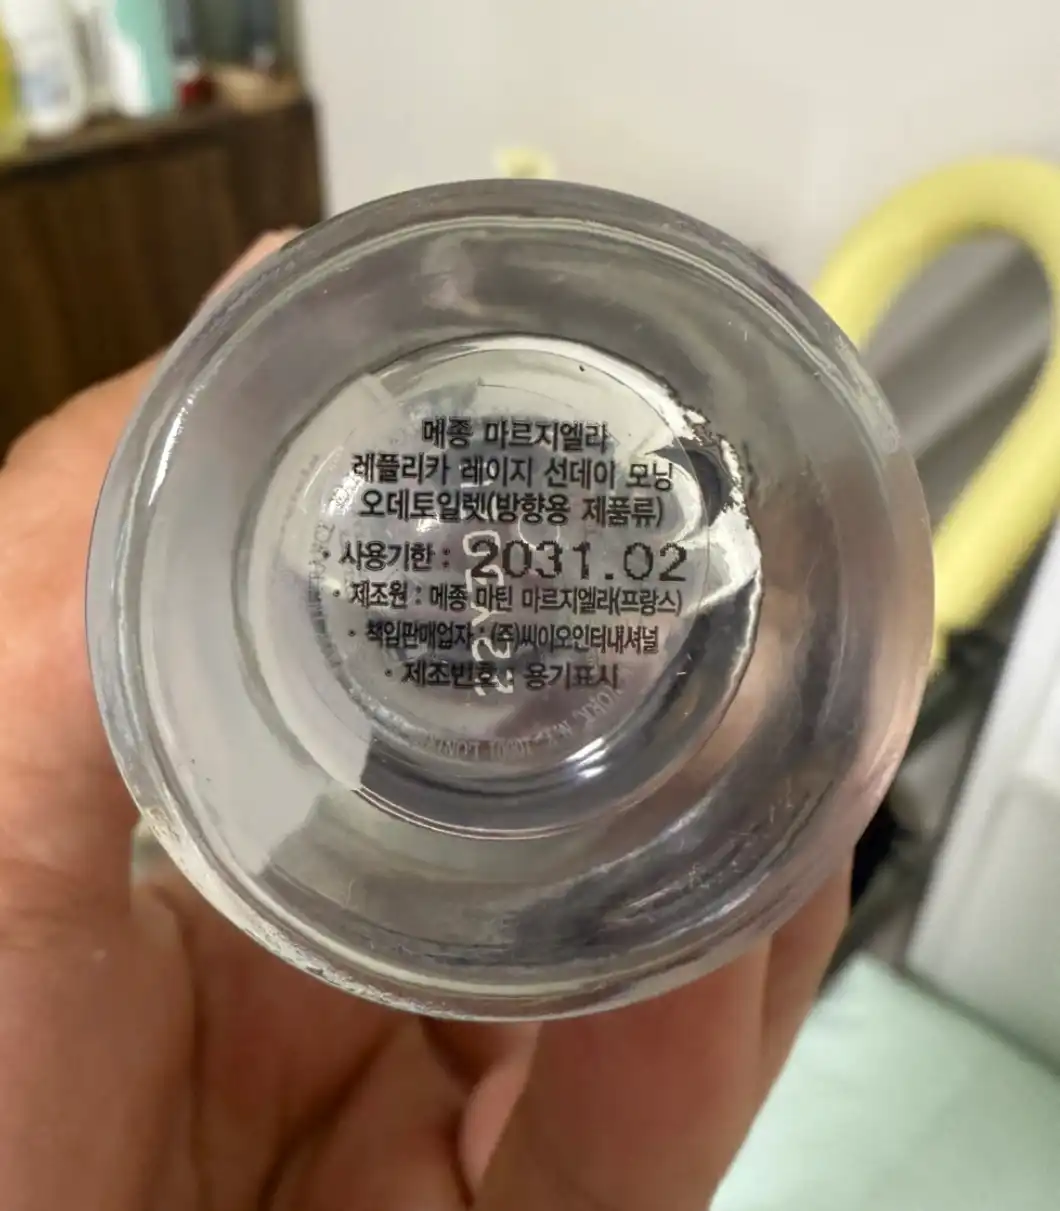 메종 마르지엘라
레플리카 레이지 선데이 모닝
오데토일렛(방향용 제품류)
· 사용기한 : 2031.02
· 제조원 : 메종 마틴 마르지엘라(프랑스)
· 책임판매업자 : (주)씨이오인터내셔널
· 제조번호 : 용기표시